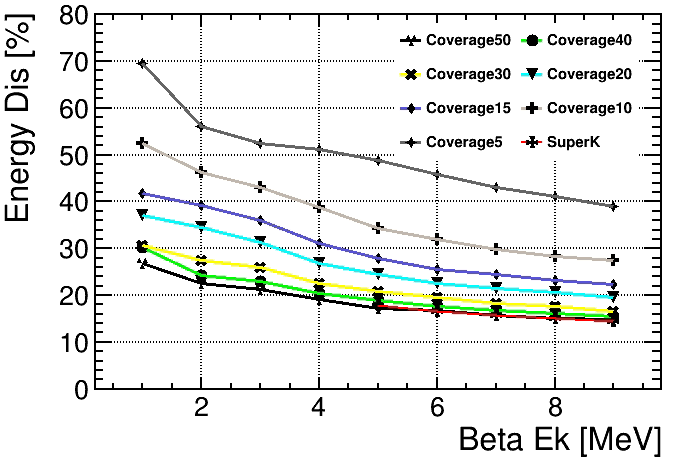 Energy Dis [%]
80
70
60
50
40
30
20
10
0
Coverage50 Coverage40
Coverage30 Coverage20
Coverage15 Coverage10
Coverage5 SuperK
2 4 6 8
Beta Ek [MeV]